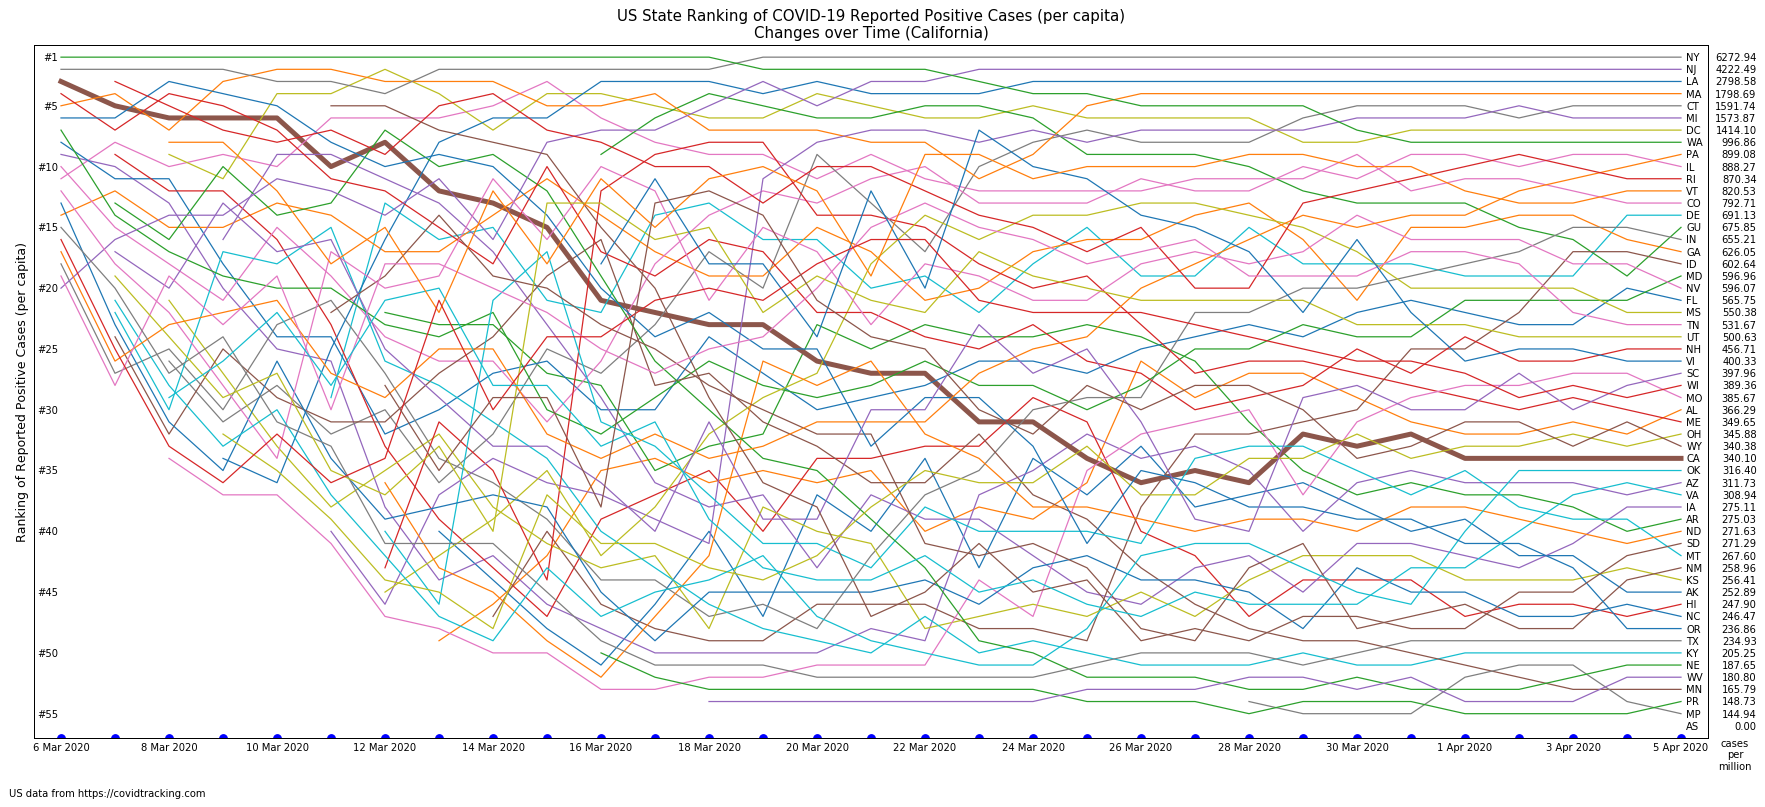 US State Ranking of COVID-19 Reported Positive Cases (per capita)
Changes over Time (California)
Ranking of Reported Positive Cases (per capita)
#1
#5
#10
#15
#20
#25
#30
#35
#40
#45
#50
#55
NY 6272.94
NJ 4222.49
LA 2798.58
MA 1798.69
CT 1591.74
MI 1573.87
DC 1414.10
WA 996.86
PA 899.08
IL 888.27
RI 870.34
VT 820.53
CO 792.71
DE 691.13
GU 675.85
IN 655.21
GA 626.05
ID 602.64
MD 596.96
NV 596.07
FL 565.75
MS 550.38
TN 531.67
UT 500.63
NH 456.71
VI 400.33
SC 397.96
WI 389.36
MO 385.67
AL 366.29
ME 349.65
OH 345.88
WY 340.38
CA 340.10
OK 316.40
AZ 311.73
VA 308.94
IA 275.11
AR 275.03
ND 271.63
SD 271.29
MT 267.60
NM 258.96
KS 256.41
AK 252.89
HI 247.90
NC 246.47
OR 236.86
TX 234.93
KY 205.25
NE 187.65
WV 180.80
MN 165.79
PR 148.73
MP 144.94
AS 0.00
6 Mar 2020 8 Mar 2020 10 Mar 2020 12 Mar 2020 14 Mar 2020 16 Mar 2020 18 Mar 2020 20 Mar 2020 22 Mar 2020 24 Mar 2020 26 Mar 2020 28 Mar 2020 30 Mar 2020 1 Apr 2020 3 Apr 2020 5 Apr 2020
cases
per
million
US data from https://covidtracking.com